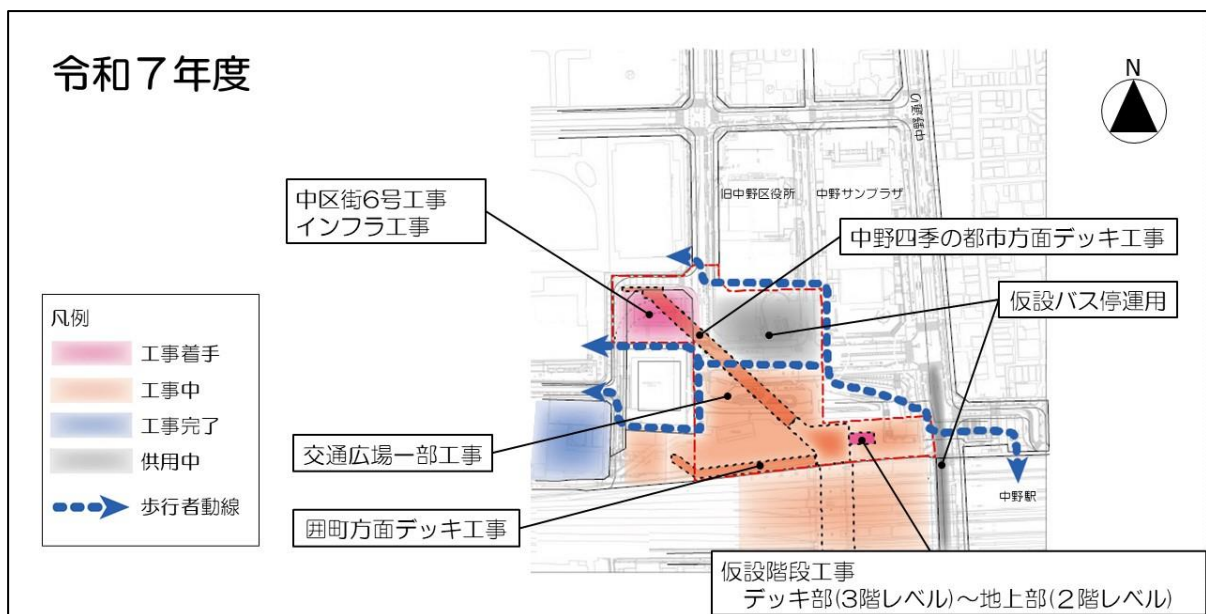 令和７年度
N
中野通り
旧中野区役所
中野サンプラザ
中区街6号工事
インフラ工事
中野四季の都市方面デッキ工事
仮設バス停運用
凡例
工事着手
工事中
工事完了
供用中
歩行者動線
交通広場一部工事
囲町方面デッキ工事
中野駅
仮設階段工事
デッキ部(3階レベル)～地上部(２階レベル)